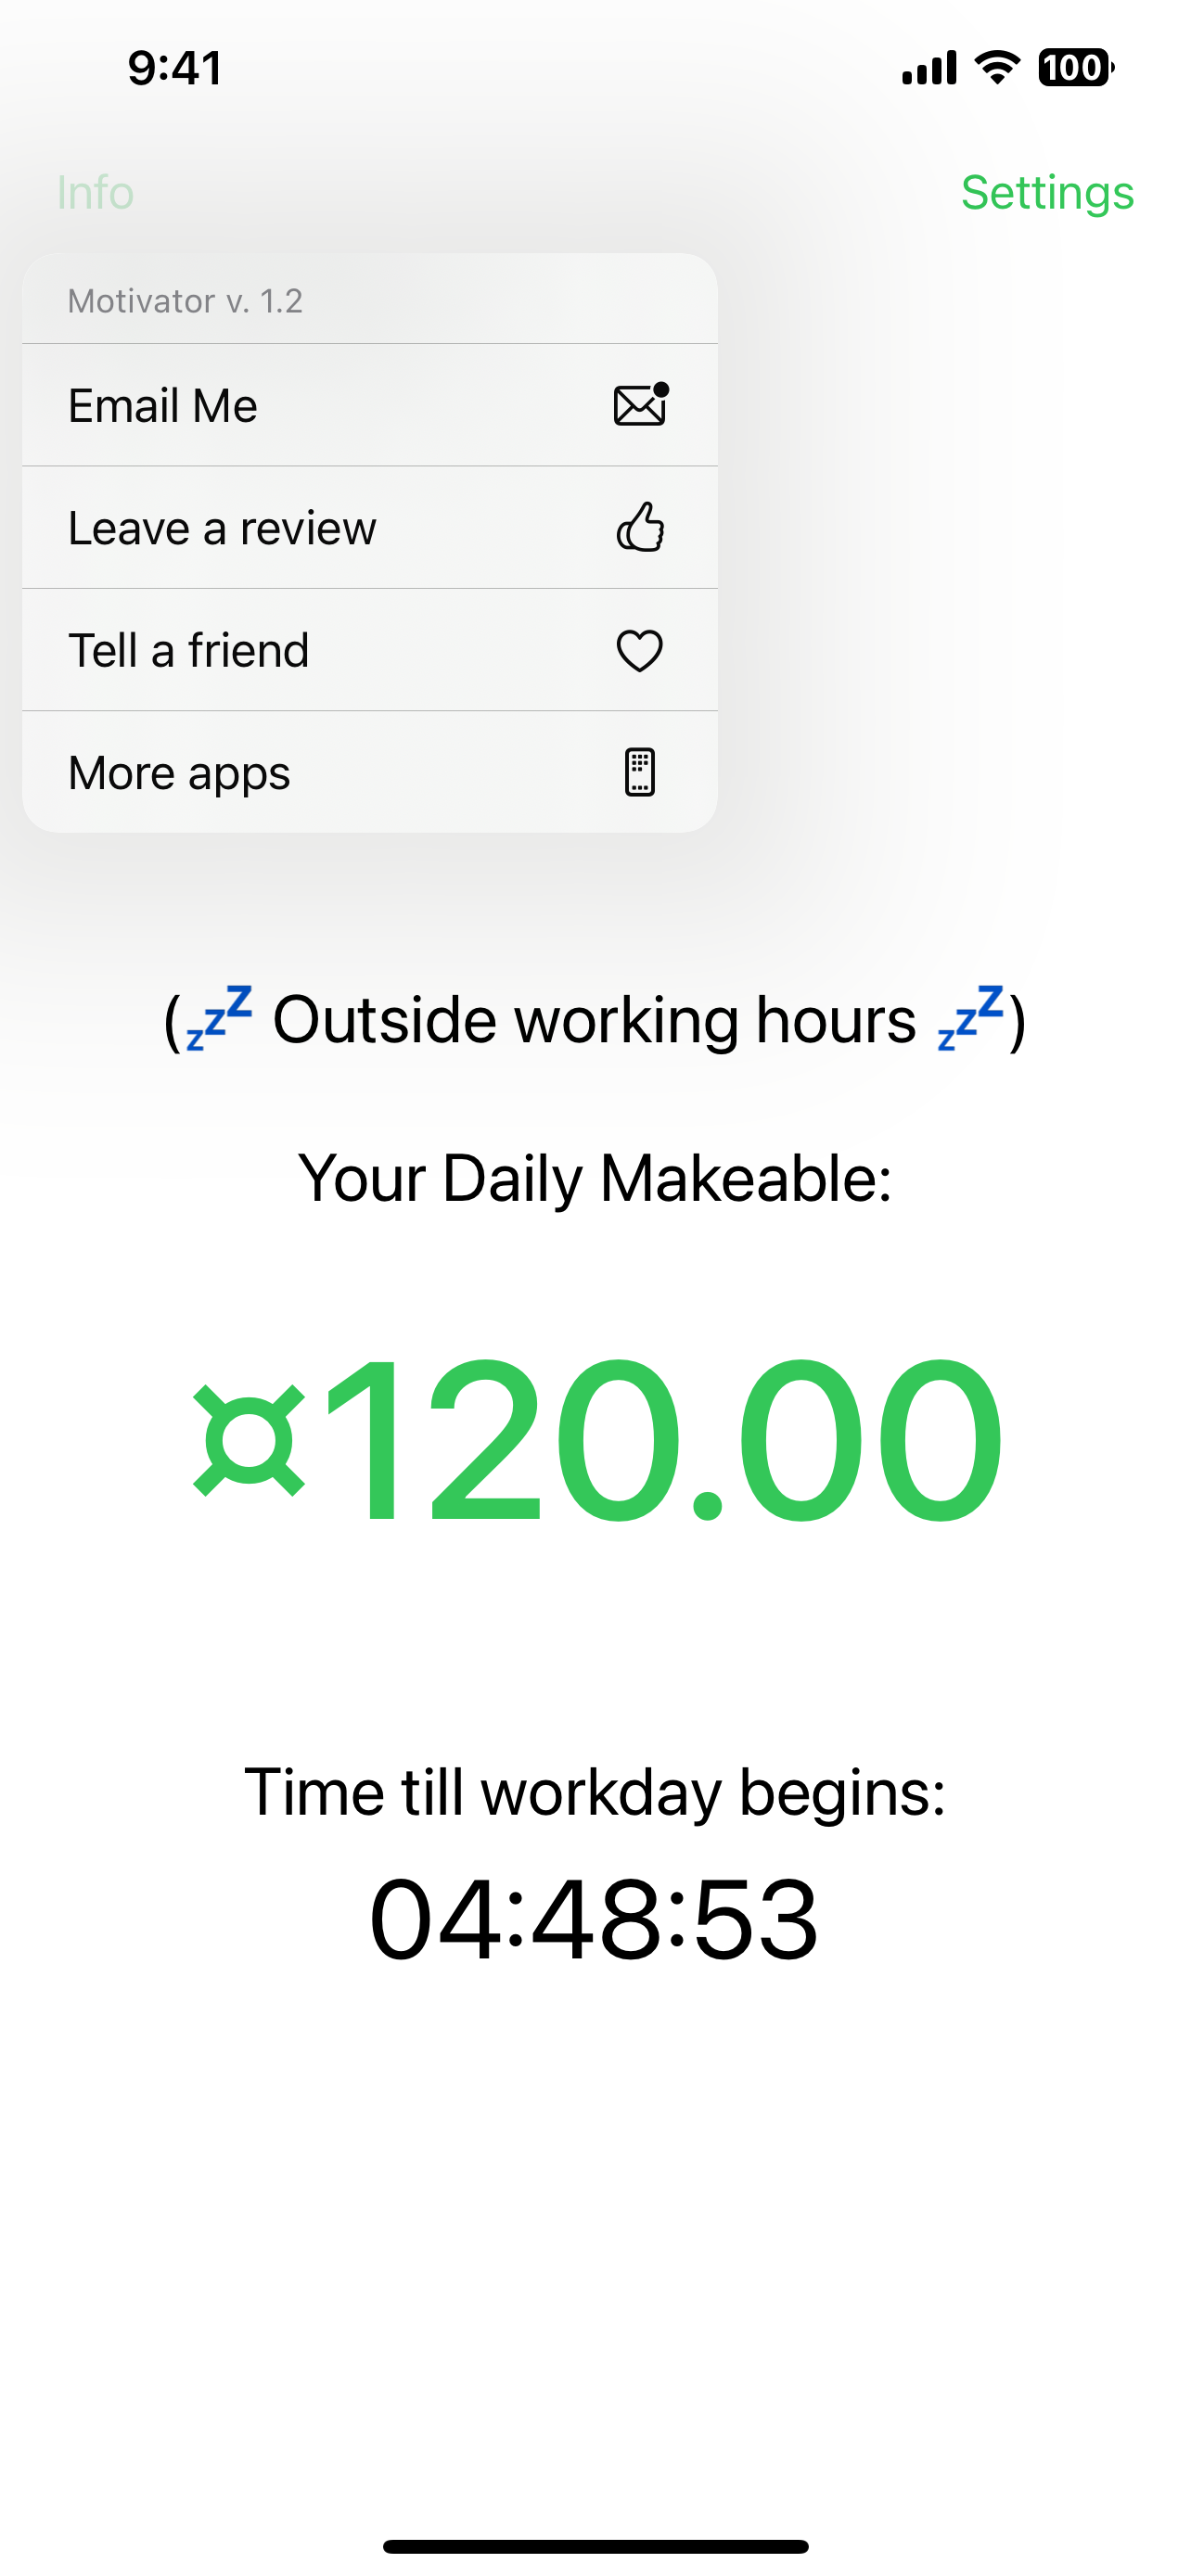 9:41
100
Info
Settings
Motivator v. 1.2
Email Me
Leave a review
Tell a friend
More apps
(💤 Outside working hours 💤)
Your Daily Makeable:
¤120.00
Time till workday begins:
04:48:53